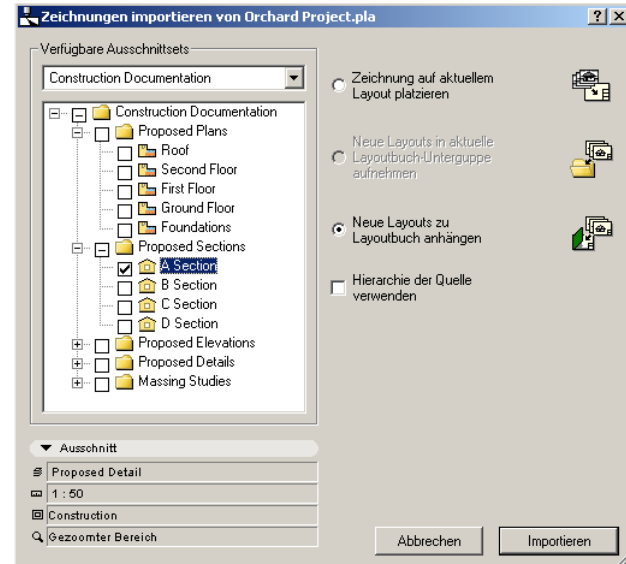 Zeichnungen importieren von Orchard Project.pla
Verfügbare Ausschnittsets
Construction Documentation
Construction Documentation
Proposed Plans
Roof
Second Floor
First Floor
Ground Floor
Foundations
Proposed Sections
A Section
B Section
C Section
D Section
Proposed Elevations
Proposed Details
Massing Studies
Zeichnung auf aktuellem
Layout platzieren
Neue Layouts in aktuelle
Layoutbuch-Unterguppe
aufnehmen
Neue Layouts zu
Layoutbuch anhängen
Hierarchie der Quelle
verwenden
Ausschnitt
Proposed Detail
1 : 50
Construction
Gezoomter Bereich
Abbrechen
Importieren